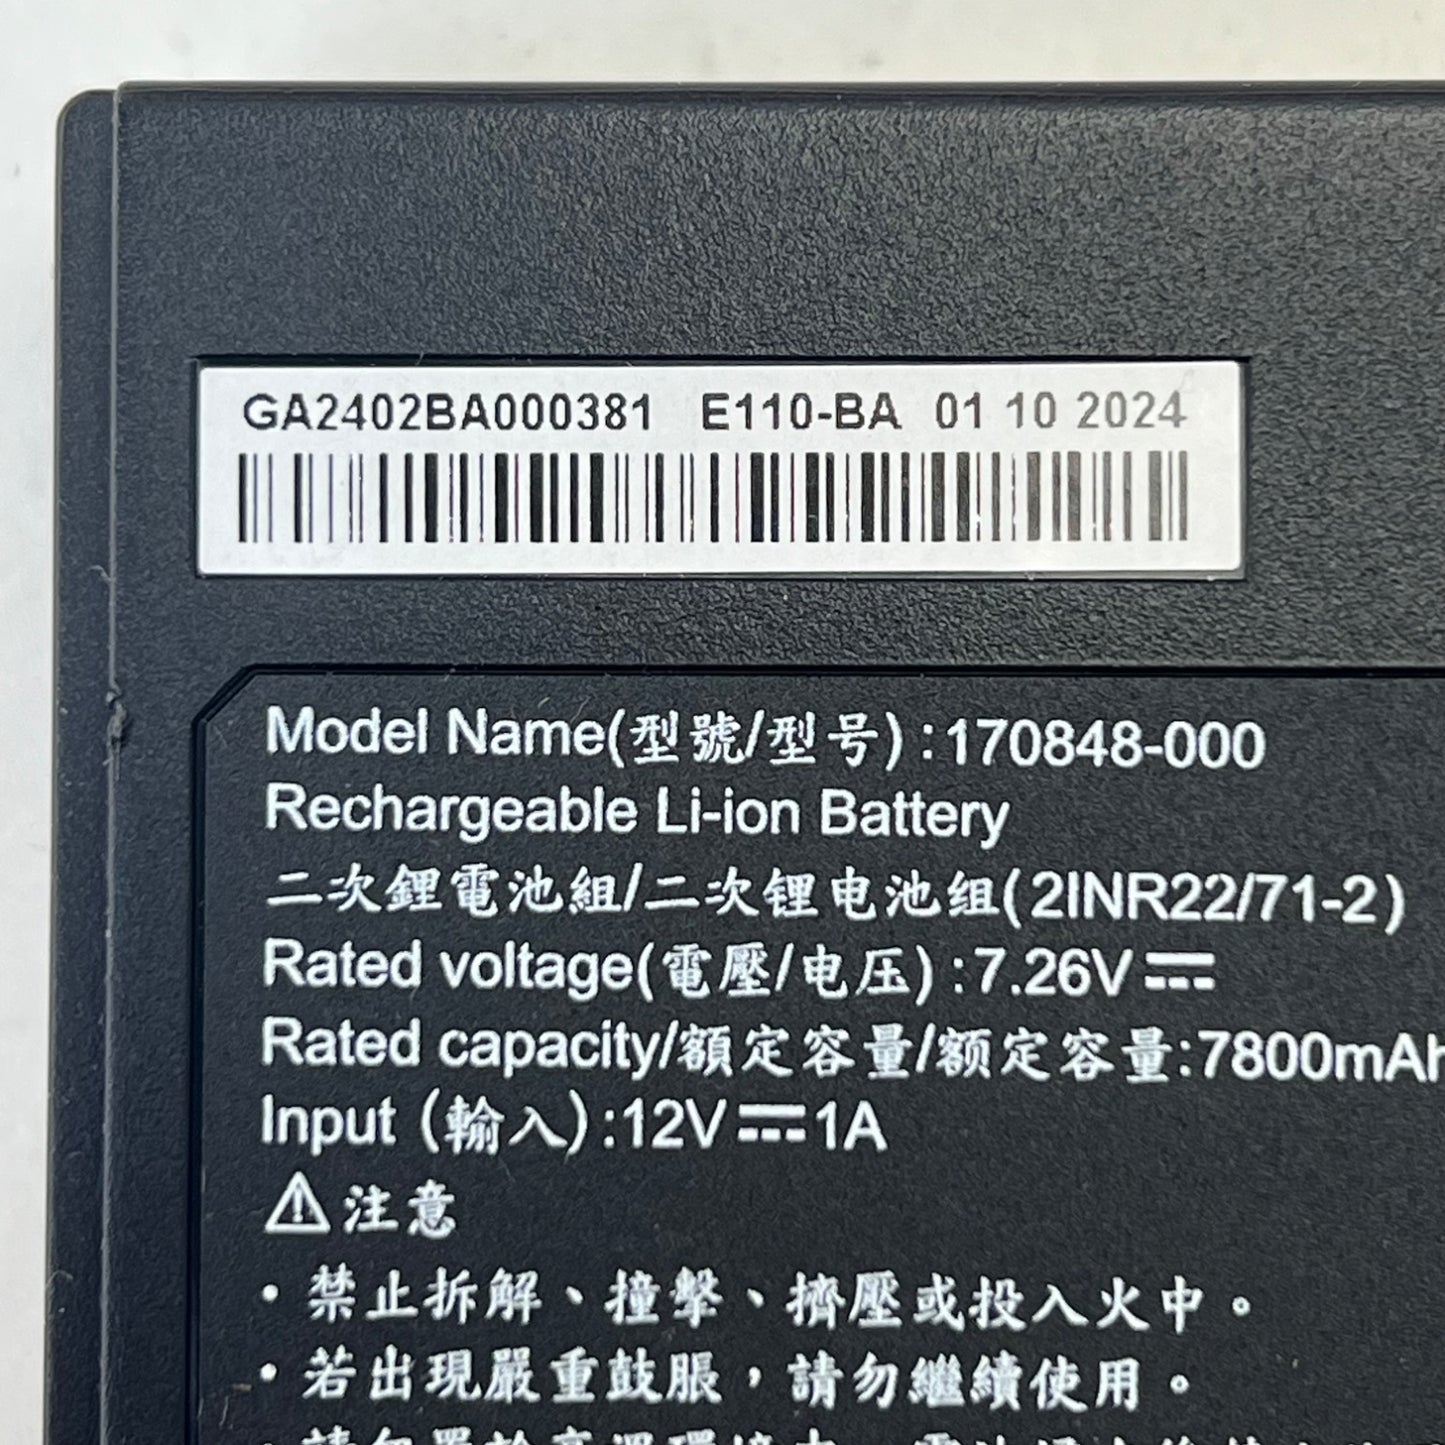 GA2402BA000381 E110-BA 01 10 2024
Model Name(型號/型号) :170848-000
Rechargeable Li-ion Battery
二次鋰電池組/二次锂电池组(2INR22/71-2)
Rated voltage(電壓/电压) :7.26V
Rated capacity/額定容量/额定容量:7800mAh
Input (輸入):12V 1A
注意
• 禁止拆解、撞擊、擠壓或投入火中。
• 若出現嚴重鼓脹，請勿繼續使用。